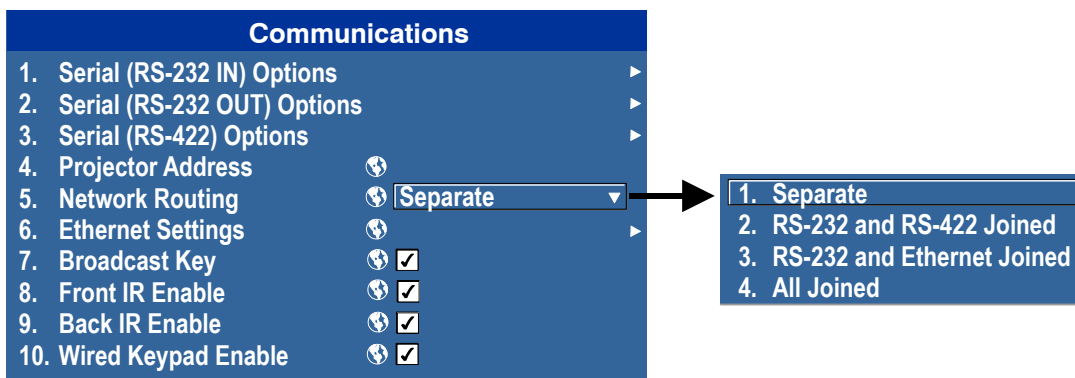 Communications
1. Serial (RS-232 IN) Options
2. Serial (RS-232 OUT) Options
3. Serial (RS-422) Options
4. Projector Address
5. Network Routing Separate
6. Ethernet Settings
7. Broadcast Key
8. Front IR Enable
9. Back IR Enable
10. Wired Keypad Enable
1. Separate
2. RS-232 and RS-422 Joined
3. RS-232 and Ethernet Joined
4. All Joined